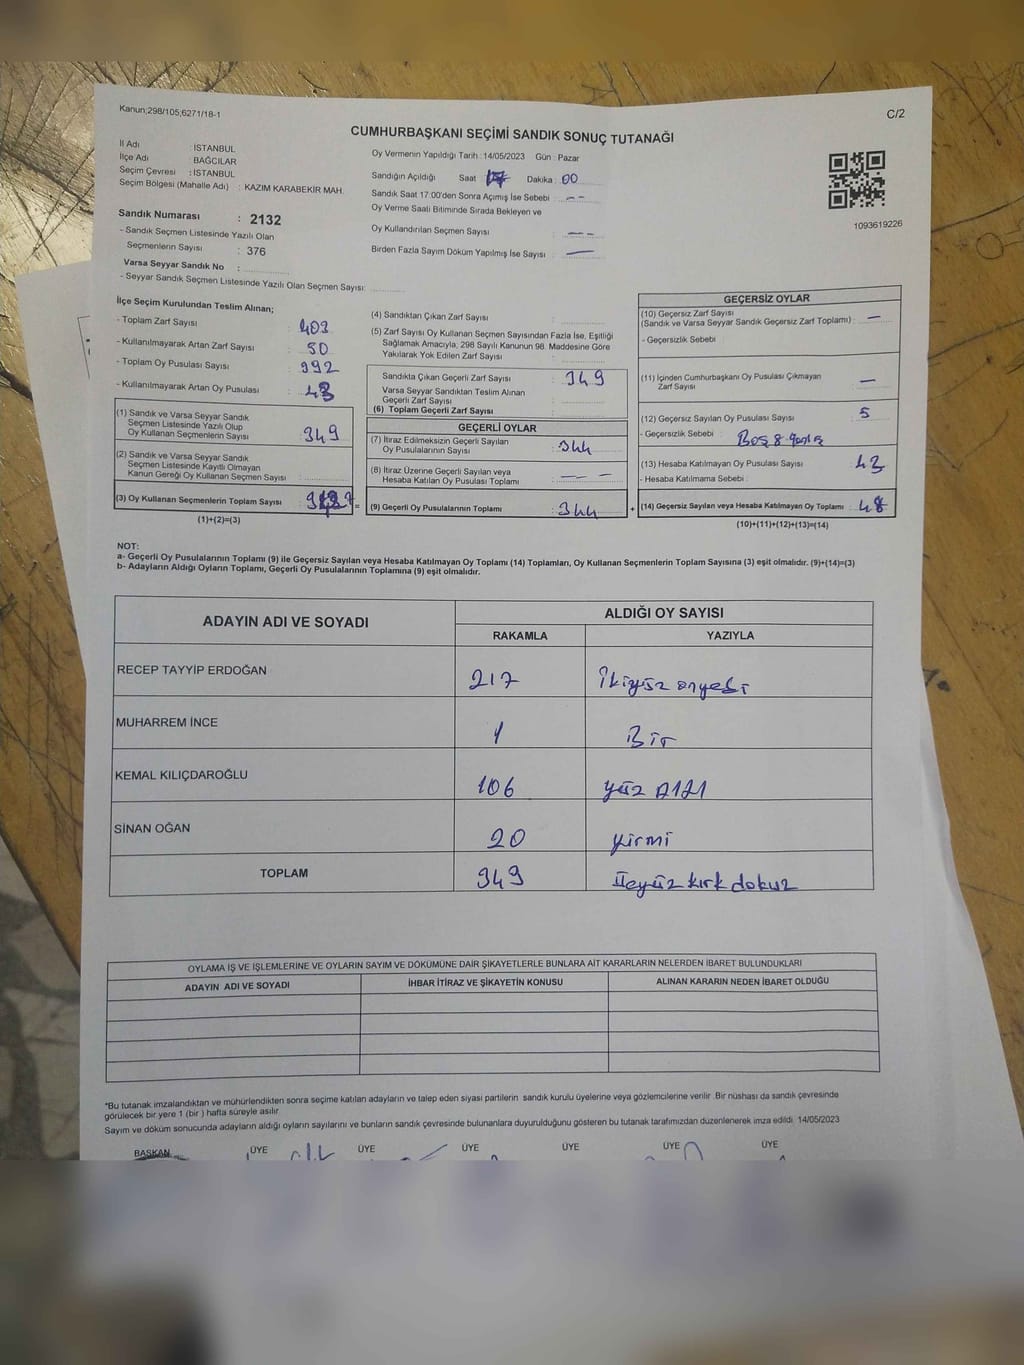 Kanun;298/105;6271/18-1
C/2
CUMHURBAŞKANI SEÇİMİ SANDIK SONUÇ TUTANAĞI
İl Adı : İSTANBUL
İlçe Adı : BAĞCILAR
Seçim Çevresi : İSTANBUL
Seçim Bölgesi (Mahalle Adı) : KAZIM KARABEKİR MAH.
Sandık Numarası : 2132
- Sandık Seçmen Listesinde Yazılı Olan
Seçmenlerin Sayısı : 376
Varsa Seyyar Sandık No :
- Seyyar Sandık Seçmen Listesinde Yazılı Olan Seçmen Sayısı:
Oy Vermenin Yapıldığı Tarih :14/05/2023 Gün : Pazar
Sandığın Açıldığı Saat 17 Dakika : 00
Sandık Saat 17:00'den Sonra Açımış İse Sebebi : --
Oy Verme Saati Bitiminde Sırada Bekleyen ve
Oy Kullandırılan Seçmen Sayısı : ---
Birden Fazla Sayım Döküm Yapılmış İse Sayısı : —
1093619226
İlçe Seçim Kurulundan Teslim Alınan;
- Toplam Zarf Sayısı : 403
- Kullanılmayarak Artan Zarf Sayısı : 50
- Toplam Oy Pusulası Sayısı : 392
- Kullanılmayarak Artan Oy Pusulası : 43
(1) Sandık ve Varsa Seyyar Sandık
Seçmen Listesinde Yazılı Olup
Oy Kullanan Seçmenlerin Sayısı : 349
(2) Sandık ve Varsa Seyyar Sandık
Seçmen Listesinde Kayıtlı Olmayan
Kanun Gereği Oy Kullanan Seçmen Sayısı :
(3) Oy Kullanan Seçmenlerin Toplam Sayısı
(1)+(2)=(3)
(4) Sandıktan Çıkan Zarf Sayısı :
(5) Zarf Sayısı Oy Kullanan Seçmen Sayısından Fazla İse, Eşitliği
Sağlamak Amacıyla; 298 Sayılı Kanunun 98. Maddesine Göre
Yakılarak Yok Edilen Zarf Sayısı :
Sandıkta Çıkan Geçerli Zarf Sayısı : 349
Varsa Seyyar Sandıktan Teslim Alınan
Geçerli Zarf Sayısı :
(6) Toplam Geçerli Zarf Sayısı :
GEÇERLİ OYLAR
(7) İtiraz Edilmeksizin Geçerli Sayılan
Oy Pusulalarının Sayısı : 344
(8) İtiraz Üzerine Geçerli Sayılan veya
Hesaba Katılan Oy Pusulası Toplamı : — —
= (9) Geçerli Oy Pusulalarının Toplamı : 344 +
GEÇERSİZ OYLAR
(10) Geçersiz Zarf Sayısı
(Sandık ve Varsa Seyyar Sandık Geçersiz Zarf Toplamı) : —
- Geçersizlik Sebebi :
(11) İçinden Cumhurbaşkanı Oy Pusulası Çıkmayan
Zarf Sayısı : —
(12) Geçersiz Sayılan Oy Pusulası Sayısı : 5
- Geçersizlik Sebebi : Boş
(13) Hesaba Katılmayan Oy Pusulası Sayısı : 43
- Hesaba Katılmama Sebebi :
(14) Geçersiz Sayılan veya Hesaba Katılmayan Oy Toplamı : 48
(10)+(11)+(12)+(13)=(14)
NOT:
a- Geçerli Oy Pusulalarının Toplamı (9) ile Geçersiz Sayılan veya Hesaba Katılmayan Oy Toplamı (14) Toplamları, Oy Kullanan Seçmenlerin Toplam Sayısına (3) eşit olmalıdır. (9)+(14)=(3)
b- Adayların Aldığı Oyların Toplamı, Geçerli Oy Pusulalarının Toplamına (9) eşit olmalıdır.
ADAYIN ADI VE SOYADI
ALDIĞI OY SAYISI
RAKAMLA YAZIYLA
RECEP TAYYİP ERDOĞAN 217 İkiyüz onyedi
MUHARREM İNCE 1 Bir
KEMAL KILIÇDAROĞLU 106 yüz Altı
SİNAN OĞAN 20 yirmi
TOPLAM 349 üçyüz kırk dokuz
OYLAMA İŞ VE İŞLEMLERİNE VE OYLARIN SAYIM VE DÖKÜMÜNE DAİR ŞİKAYETLERLE BUNLARA AİT KARARLARIN NELERDEN İBARET BULUNDUKLARI
ADAYIN ADI VE SOYADI İHBAR İTİRAZ VE ŞİKAYETİN KONUSU ALINAN KARARIN NEDEN İBARET OLDUĞU
*Bu tutanak imzalandıktan ve mühürlendikten sonra seçime katılan adayların ve talep eden siyasi partilerin sandık kurulu üyelerine veya gözlemcilerine verilir. Bir nüshası da sandık çevresinde
görülecek bir yere 1 (bir ) hafta süreyle asılır.
Sayım ve döküm sonucunda adayların aldığı oyların sayılarını ve bunların sandık çevresinde bulunanlara duyurulduğunu gösteren bu tutanak tarafımızdan düzenlenerek imza edildi. 14/05/2023
BAŞKAN ÜYE ÜYE ÜYE ÜYE ÜYE ÜYE